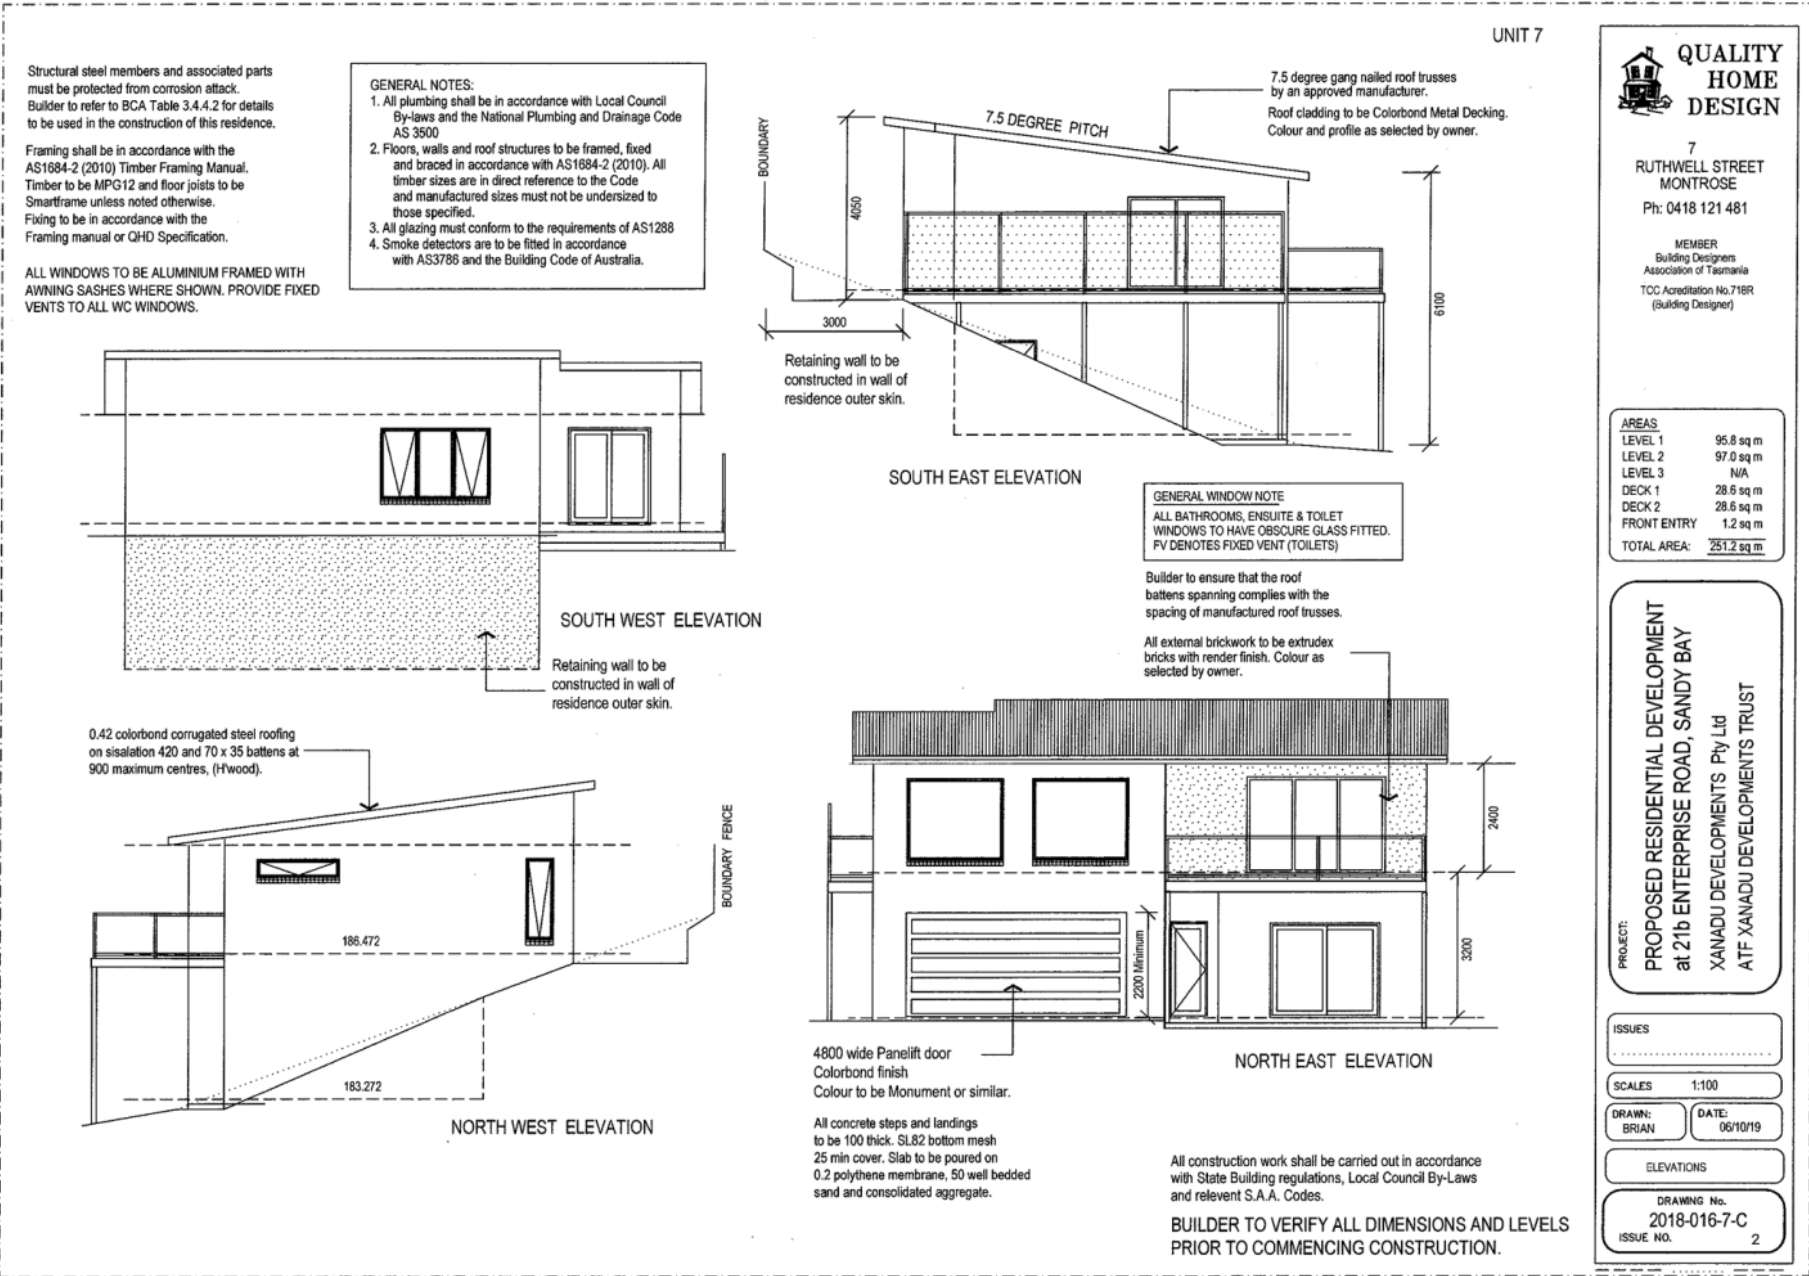 UNIT 7
Structural steel members and associated parts
must be protected from corrosion attack.
Builder to refer to BCA Table 3.4.4.2 for details
to be used in the construction of this residence.
Framing shall be in accordance with the
AS1684-2 (2010) Timber Framing Manual.
Timber to be MPG12 and floor joists to be
Smartframe unless noted otherwise.
Fixing to be in accordance with the
Framing manual or QHD Specification.
ALL WINDOWS TO BE ALUMINIUM FRAMED WITH
AWNING SASHES WHERE SHOWN. PROVIDE FIXED
VENTS TO ALL WC WINDOWS.
GENERAL NOTES:
1. All plumbing shall be in accordance with Local Council
By-laws and the National Plumbing and Drainage Code
AS 3500
2. Floors, walls and roof structures to be framed, fixed
and braced in accordance with AS1684-2 (2010). All
timber sizes are in direct reference to the Code
and manufactured sizes must not be undersized to
those specified.
3. All glazing must conform to the requirements of AS1288
4. Smoke detectors are to be fitted in accordance
with AS3786 and the Building Code of Australia.
7.5 degree gang nailed roof trusses
by an approved manufacturer.
Roof cladding to be Colorbond Metal Decking.
Colour and profile as selected by owner.
7.5 DEGREE PITCH
BOUNDARY
4050
6100
3000
Retaining wall to be
constructed in wall of
residence outer skin.
SOUTH EAST ELEVATION
GENERAL WINDOW NOTE
ALL BATHROOMS, ENSUITE & TOILET
WINDOWS TO HAVE OBSCURE GLASS FITTED.
FV DENOTES FIXED VENT (TOILETS)
Builder to ensure that the roof
battens spanning complies with the
spacing of manufactured roof trusses.
All external brickwork to be extrudex
bricks with render finish. Colour as
selected by owner.
SOUTH WEST ELEVATION
Retaining wall to be
constructed in wall of
residence outer skin.
0.42 colorbond corrugated steel roofing
on sisalation 420 and 70 x 35 battens at
900 maximum centres, (H'wood).
BOUNDARY FENCE
186.472
183.272
NORTH WEST ELEVATION
2400
3200
2200 Minimum
4800 wide Panelift door
Colorbond finish
Colour to be Monument or similar.
NORTH EAST ELEVATION
All concrete steps and landings
to be 100 thick. SL82 bottom mesh
25 min cover. Slab to be poured on
0.2 polythene membrane, 50 well bedded
sand and consolidated aggregate.
All construction work shall be carried out in accordance
with State Building regulations, Local Council By-Laws
and relevent S.A.A. Codes.
BUILDER TO VERIFY ALL DIMENSIONS AND LEVELS
PRIOR TO COMMENCING CONSTRUCTION.
QUALITY
HOME
DESIGN
7
RUTHWELL STREET
MONTROSE
Ph: 0418 121 481
MEMBER
Building Designers
Association of Tasmania
TCC Acreditation No.718R
(Building Designer)
AREAS
LEVEL 1 95.8 sq m
LEVEL 2 97.0 sq m
LEVEL 3 N/A
DECK 1 28.6 sq m
DECK 2 28.6 sq m
FRONT ENTRY 1.2 sq m
TOTAL AREA: 251.2 sq m
PROJECT:
PROPOSED RESIDENTIAL DEVELOPMENT
at 21b ENTERPRISE ROAD, SANDY BAY
XANADU DEVELOPMENTS Pty Ltd
ATF XANADU DEVELOPMENTS TRUST
ISSUES
SCALES 1:100
DRAWN:
BRIAN
DATE:
06/10/19
ELEVATIONS
DRAWING No.
2018-016-7-C
ISSUE NO. 2